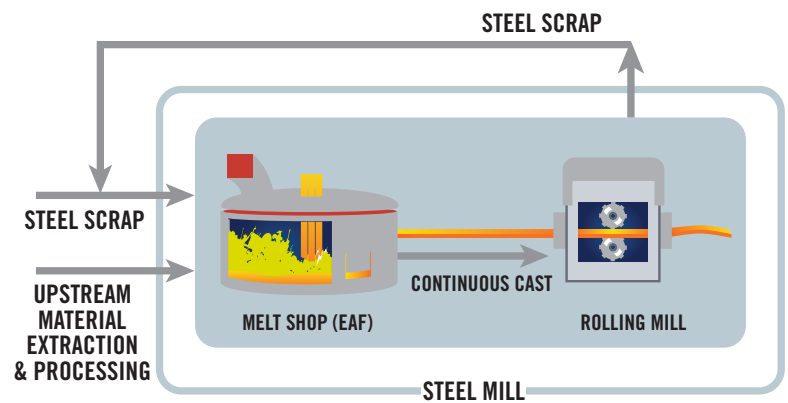 STEEL SCRAP
STEEL SCRAP
UPSTREAM
MATERIAL
EXTRACTION
& PROCESSING
CONTINUOUS CAST
MELT SHOP (EAF)
ROLLING MILL
STEEL MILL